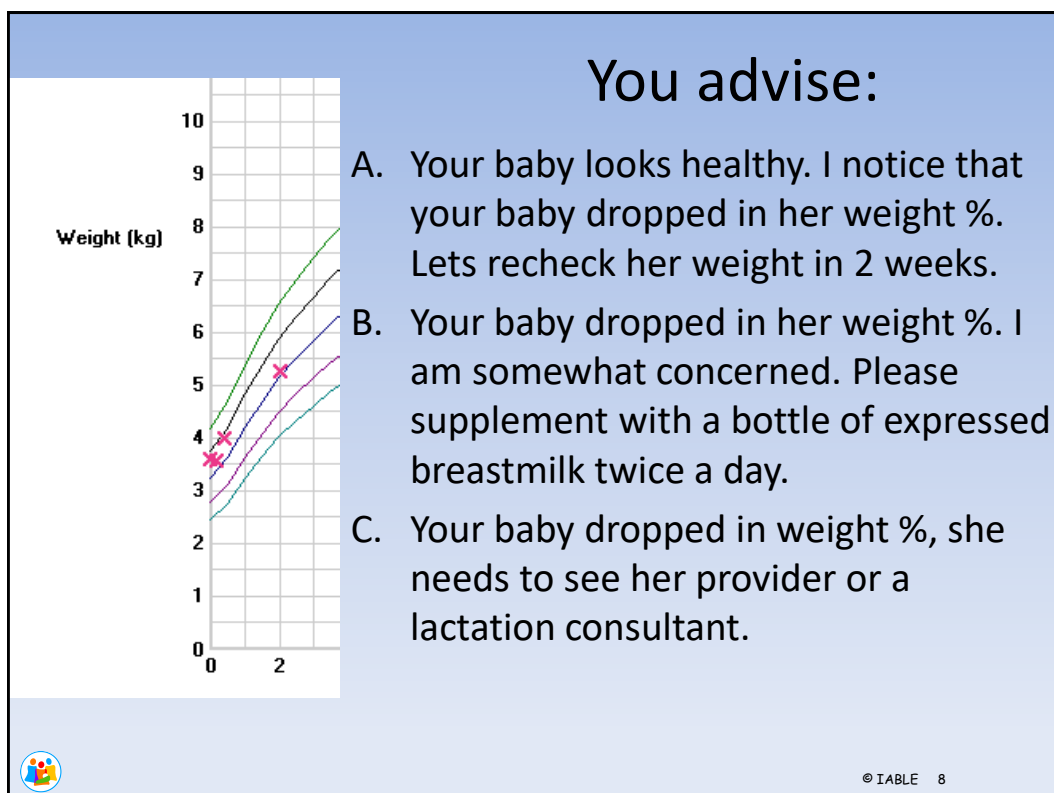 You advise:
A. Your baby looks healthy. I notice that
your baby dropped in her weight %.
Lets recheck her weight in 2 weeks.
B. Your baby dropped in her weight %. I
am somewhat concerned. Please
supplement with a bottle of expressed
breastmilk twice a day.
C. Your baby dropped in weight %, she
needs to see her provider or a
lactation consultant.
Weight (kg)
10
9
8
7
6
5
4
3
2
1
0
0 2
© IABLE 8